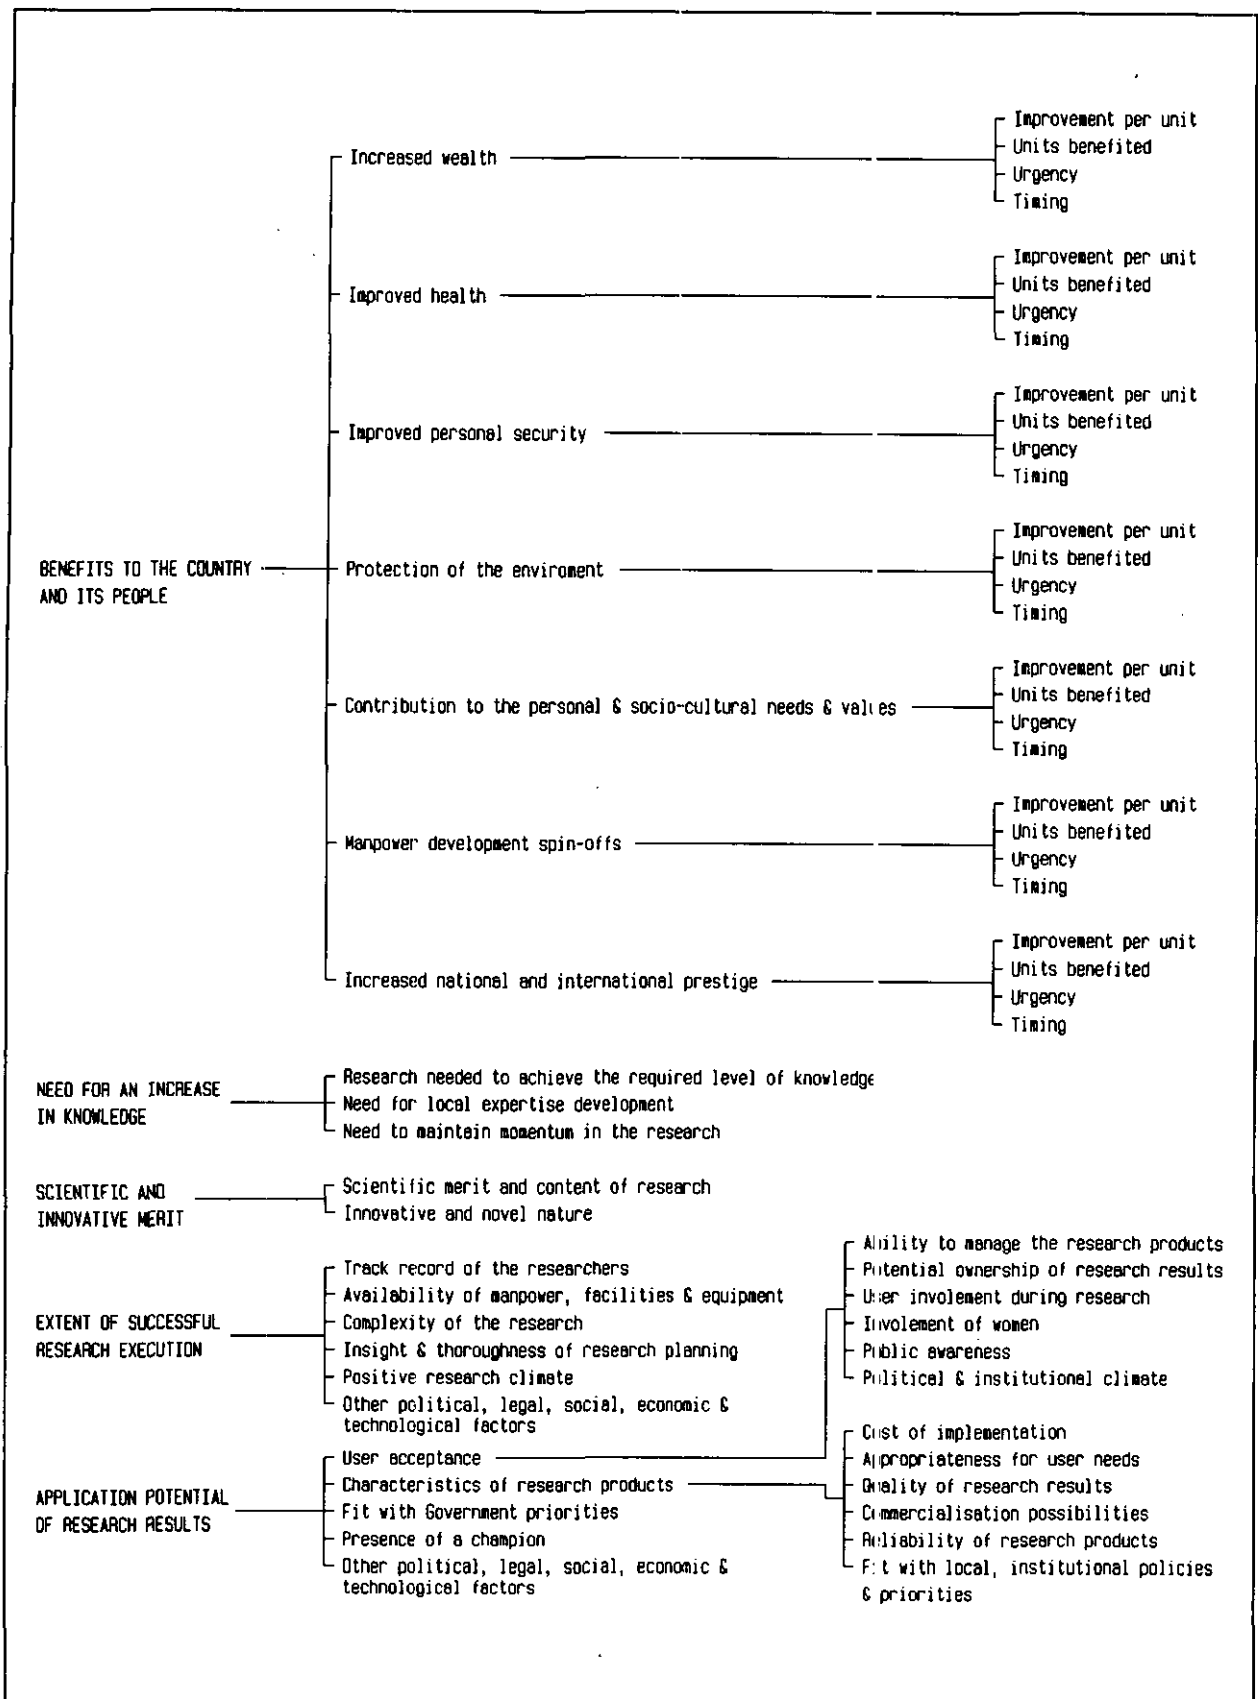 Improvement per unit
Increased wealth
Units benefited
Urgency
Timing
Improvement per unit
Improved health
Units benefited
Urgency
Timing
Improvement per unit
Improved personal security
Units benefited
Urgency
Timing
BENEFITS TO THE COUNTRY
AND ITS PEOPLE
Protection of the enviroment
Improvement per unit
Units benefited
Urgency
Timing
Contribution to the personal & socio-cultural needs & values
Improvement per unit
Units benefited
Urgency
Timing
Manpower development spin-offs
Improvement per unit
Units benefited
Urgency
Timing
Increased national and international prestige
Improvement per unit
Units benefited
Urgency
Timing
NEED FOR AN INCREASE
IN KNOWLEDGE
Research needed to achieve the required level of knowledge
Need for local expertise development
Need to maintain momentum in the research
SCIENTIFIC AND
INNOVATIVE MERIT
Scientific merit and content of research
Innovative and novel nature
EXTENT OF SUCCESSFUL
RESEARCH EXECUTION
Track record of the researchers
Availability of manpower, facilities & equipment
Complexity of the research
Insight & thoroughness of research planning
Positive research climate
Other political, legal, social, economic &
technological factors
APPLICATION POTENTIAL
OF RESEARCH RESULTS
User acceptance
Characteristics of research products
Fit with Government priorities
Presence of a champion
Other political, legal, social, economic &
technological factors
Ability to manage the research products
Potential ownership of research results
User involement during research
Involement of women
Public awareness
Political & institutional climate
Cost of implementation
Appropriateness for user needs
Quality of research results
Commercialisation possibilities
Reliability of research products
Fit with local, institutional policies
& priorities